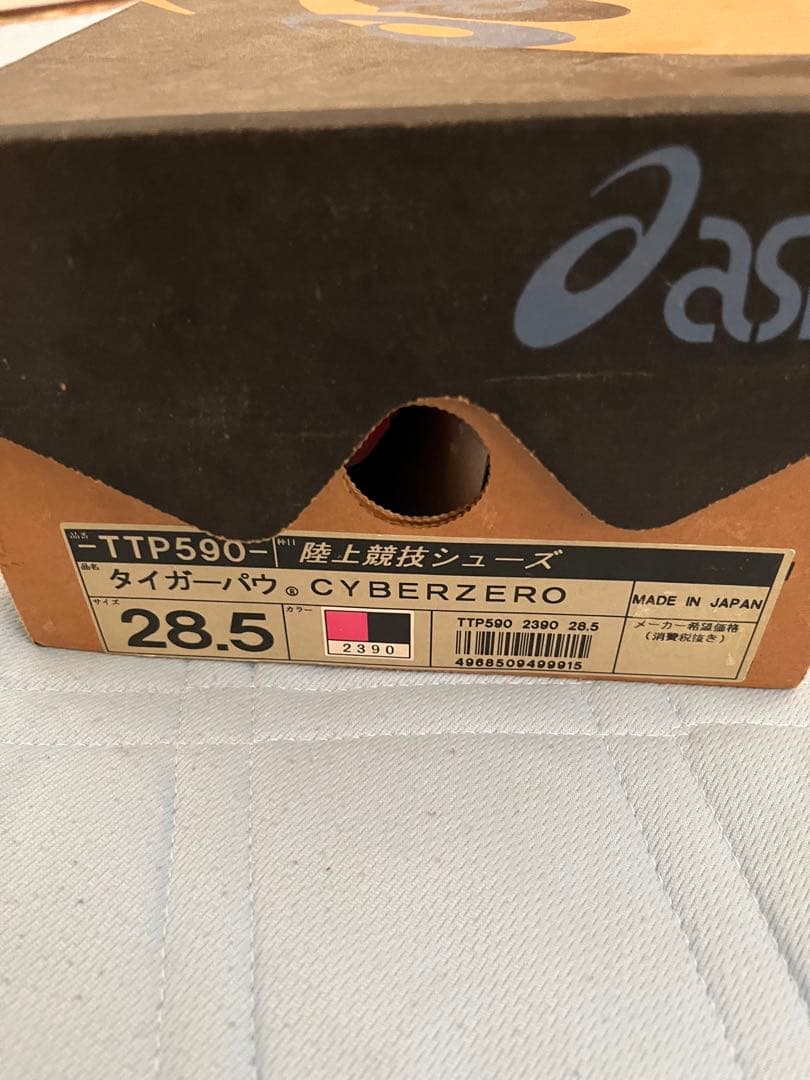 asi
品番
-TTP590-
種目
陸上競技シューズ
品名
タイガーパウ® CYBERZERO
MADE IN JAPAN
サイズ
28.5
カラー
2390
TTP590 2390 28.5
4968509499915
メーカー希望価格
(消費税抜き)